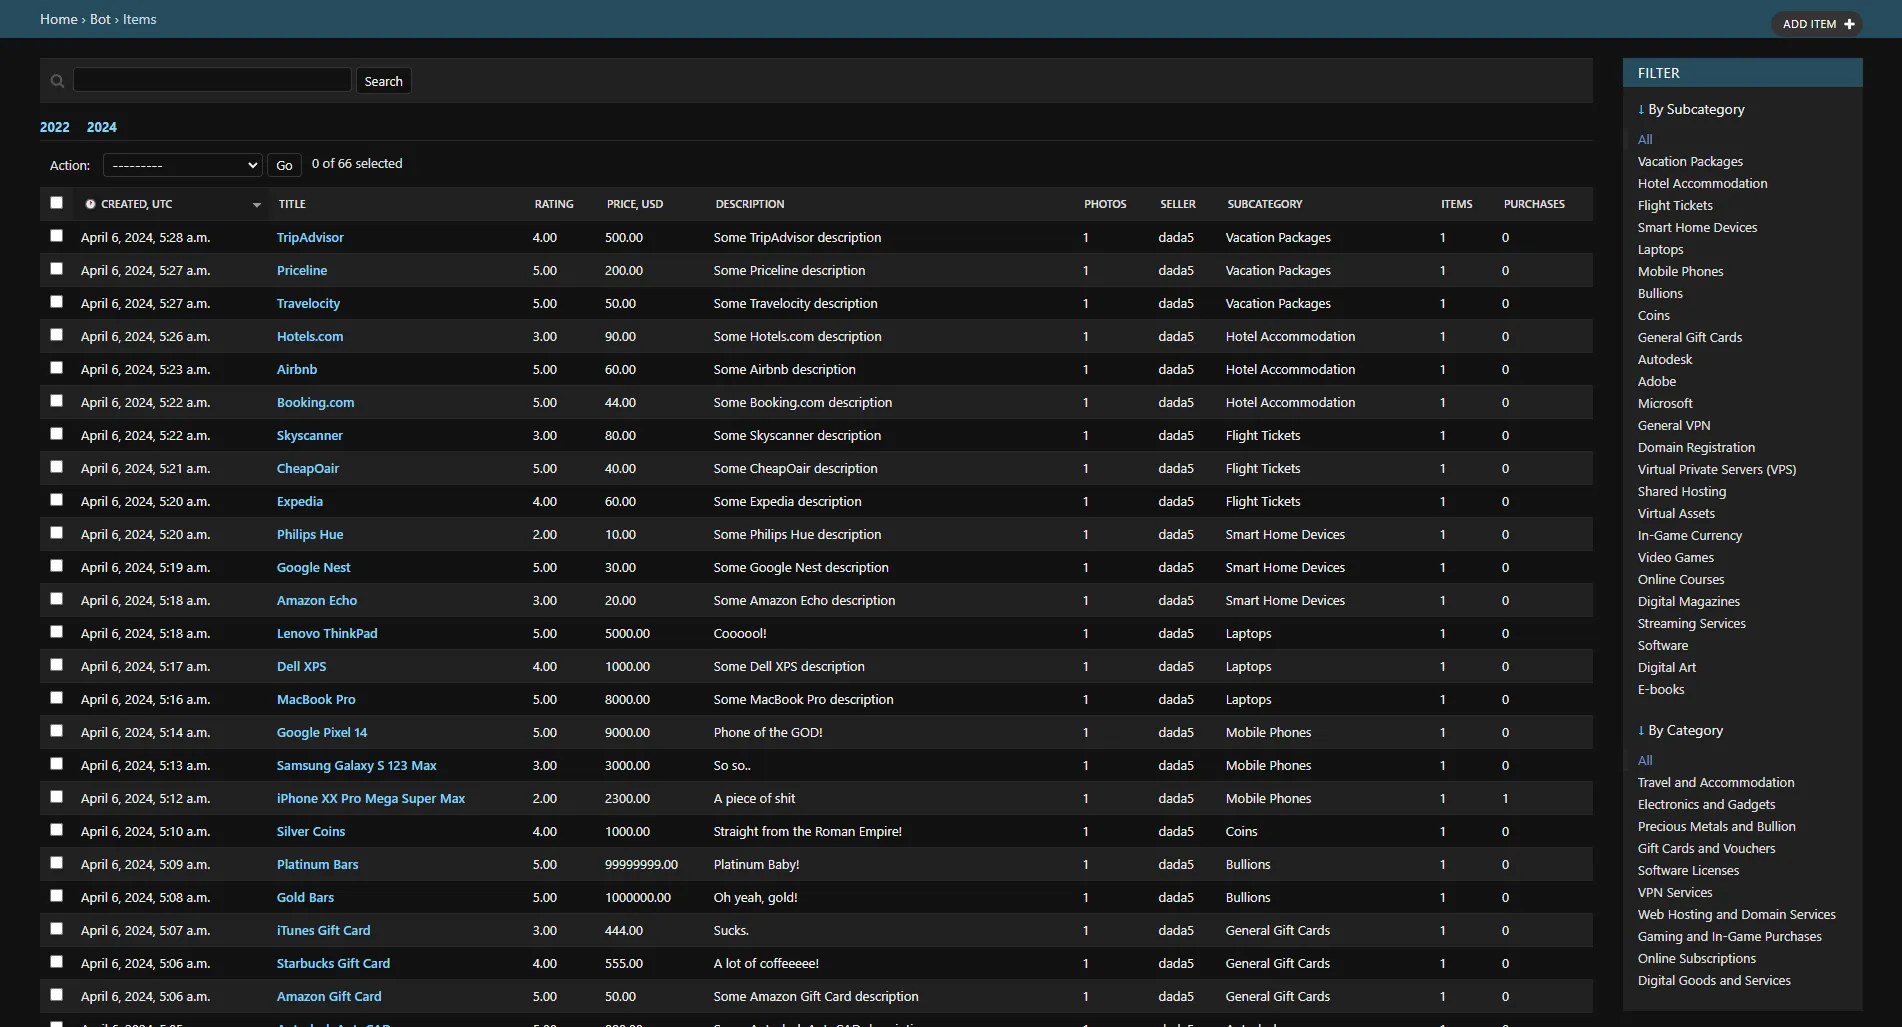 Home › Bot › Items
ADD ITEM
Search
2022 2024
Action: --------- Go 0 of 66 selected
CREATED, UTC TITLE RATING PRICE, USD DESCRIPTION PHOTOS SELLER SUBCATEGORY ITEMS PURCHASES
April 6, 2024, 5:28 a.m. TripAdvisor 4.00 500.00 Some TripAdvisor description 1 dada5 Vacation Packages 1 0
April 6, 2024, 5:27 a.m. Priceline 5.00 200.00 Some Priceline description 1 dada5 Vacation Packages 1 0
April 6, 2024, 5:27 a.m. Travelocity 5.00 50.00 Some Travelocity description 1 dada5 Vacation Packages 1 0
April 6, 2024, 5:26 a.m. Hotels.com 3.00 90.00 Some Hotels.com description 1 dada5 Hotel Accommodation 1 0
April 6, 2024, 5:23 a.m. Airbnb 5.00 60.00 Some Airbnb description 1 dada5 Hotel Accommodation 1 0
April 6, 2024, 5:22 a.m. Booking.com 5.00 44.00 Some Booking.com description 1 dada5 Hotel Accommodation 1 0
April 6, 2024, 5:22 a.m. Skyscanner 3.00 80.00 Some Skyscanner description 1 dada5 Flight Tickets 1 0
April 6, 2024, 5:21 a.m. CheapOair 5.00 40.00 Some CheapOair description 1 dada5 Flight Tickets 1 0
April 6, 2024, 5:20 a.m. Expedia 4.00 60.00 Some Expedia description 1 dada5 Flight Tickets 1 0
April 6, 2024, 5:20 a.m. Philips Hue 2.00 10.00 Some Philips Hue description 1 dada5 Smart Home Devices 1 0
April 6, 2024, 5:19 a.m. Google Nest 5.00 30.00 Some Google Nest description 1 dada5 Smart Home Devices 1 0
April 6, 2024, 5:18 a.m. Amazon Echo 3.00 20.00 Some Amazon Echo description 1 dada5 Smart Home Devices 1 0
April 6, 2024, 5:18 a.m. Lenovo ThinkPad 5.00 5000.00 Coooool! 1 dada5 Laptops 1 0
April 6, 2024, 5:17 a.m. Dell XPS 4.00 1000.00 Some Dell XPS description 1 dada5 Laptops 1 0
April 6, 2024, 5:16 a.m. MacBook Pro 5.00 8000.00 Some MacBook Pro description 1 dada5 Laptops 1 0
April 6, 2024, 5:14 a.m. Google Pixel 14 5.00 9000.00 Phone of the GOD! 1 dada5 Mobile Phones 1 0
April 6, 2024, 5:13 a.m. Samsung Galaxy S 123 Max 3.00 3000.00 So so.. 1 dada5 Mobile Phones 1 0
April 6, 2024, 5:12 a.m. iPhone XX Pro Mega Super Max 2.00 2300.00 A piece of shit 1 dada5 Mobile Phones 1 1
April 6, 2024, 5:10 a.m. Silver Coins 4.00 1000.00 Straight from the Roman Empire! 1 dada5 Coins 1 0
April 6, 2024, 5:09 a.m. Platinum Bars 5.00 99999999.00 Platinum Baby! 1 dada5 Bullions 1 0
April 6, 2024, 5:08 a.m. Gold Bars 5.00 1000000.00 Oh yeah, gold! 1 dada5 Bullions 1 0
April 6, 2024, 5:07 a.m. iTunes Gift Card 3.00 444.00 Sucks. 1 dada5 General Gift Cards 1 0
April 6, 2024, 5:06 a.m. Starbucks Gift Card 4.00 555.00 A lot of coffeeeee! 1 dada5 General Gift Cards 1 0
April 6, 2024, 5:06 a.m. Amazon Gift Card 5.00 50.00 Some Amazon Gift Card description 1 dada5 General Gift Cards 1 0
FILTER
↓ By Subcategory
All
Vacation Packages
Hotel Accommodation
Flight Tickets
Smart Home Devices
Laptops
Mobile Phones
Bullions
Coins
General Gift Cards
Autodesk
Adobe
Microsoft
General VPN
Domain Registration
Virtual Private Servers (VPS)
Shared Hosting
Virtual Assets
In-Game Currency
Video Games
Online Courses
Digital Magazines
Streaming Services
Software
Digital Art
E-books
↓ By Category
All
Travel and Accommodation
Electronics and Gadgets
Precious Metals and Bullion
Gift Cards and Vouchers
Software Licenses
VPN Services
Web Hosting and Domain Services
Gaming and In-Game Purchases
Online Subscriptions
Digital Goods and Services